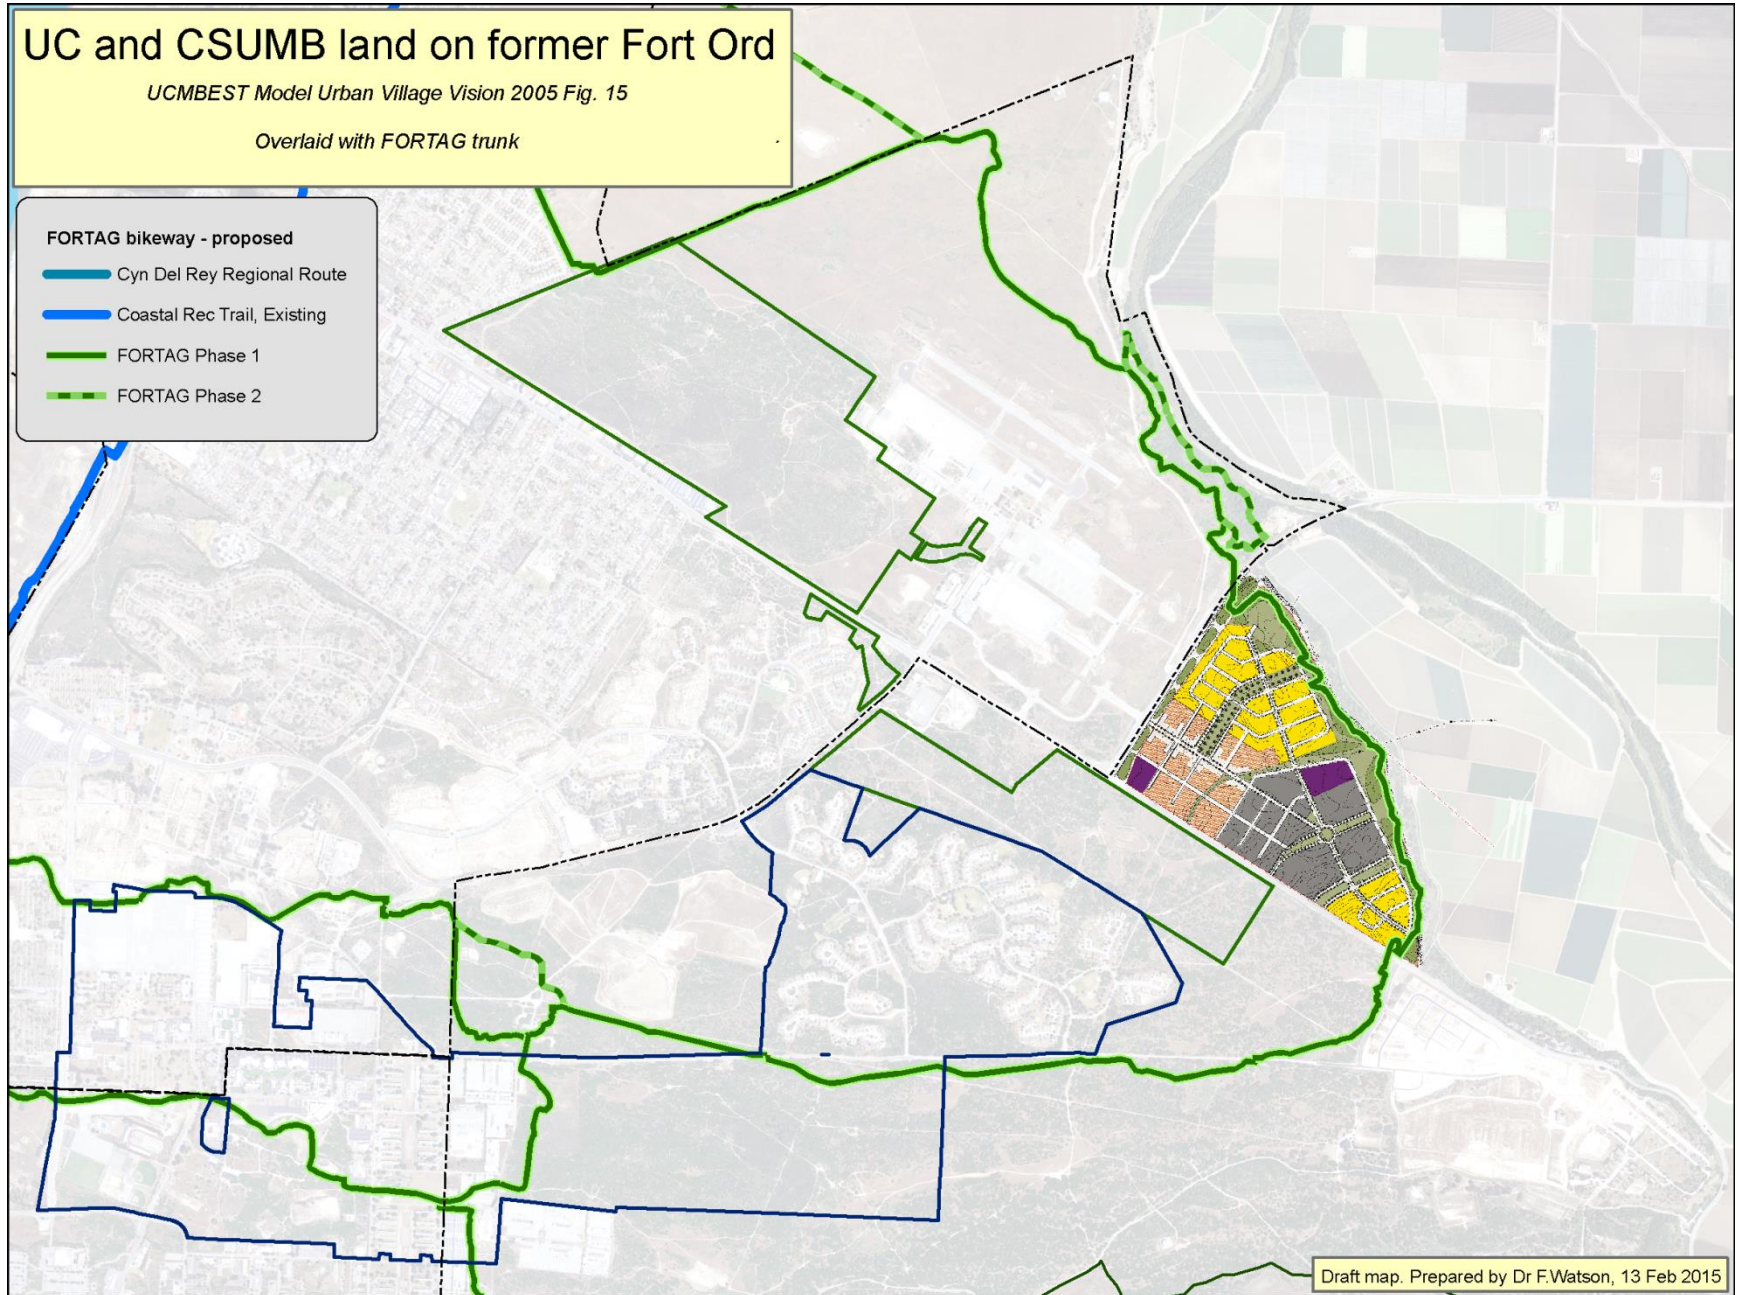 UC and CSUMB land on former Fort Ord
UCMBEST Model Urban Village Vision 2005 Fig. 15
Overlaid with FORTAG trunk
FORTAG bikeway - proposed
Cyn Del Rey Regional Route
Coastal Rec Trail, Existing
FORTAG Phase 1
FORTAG Phase 2
Draft map. Prepared by Dr F.Watson, 13 Feb 2015